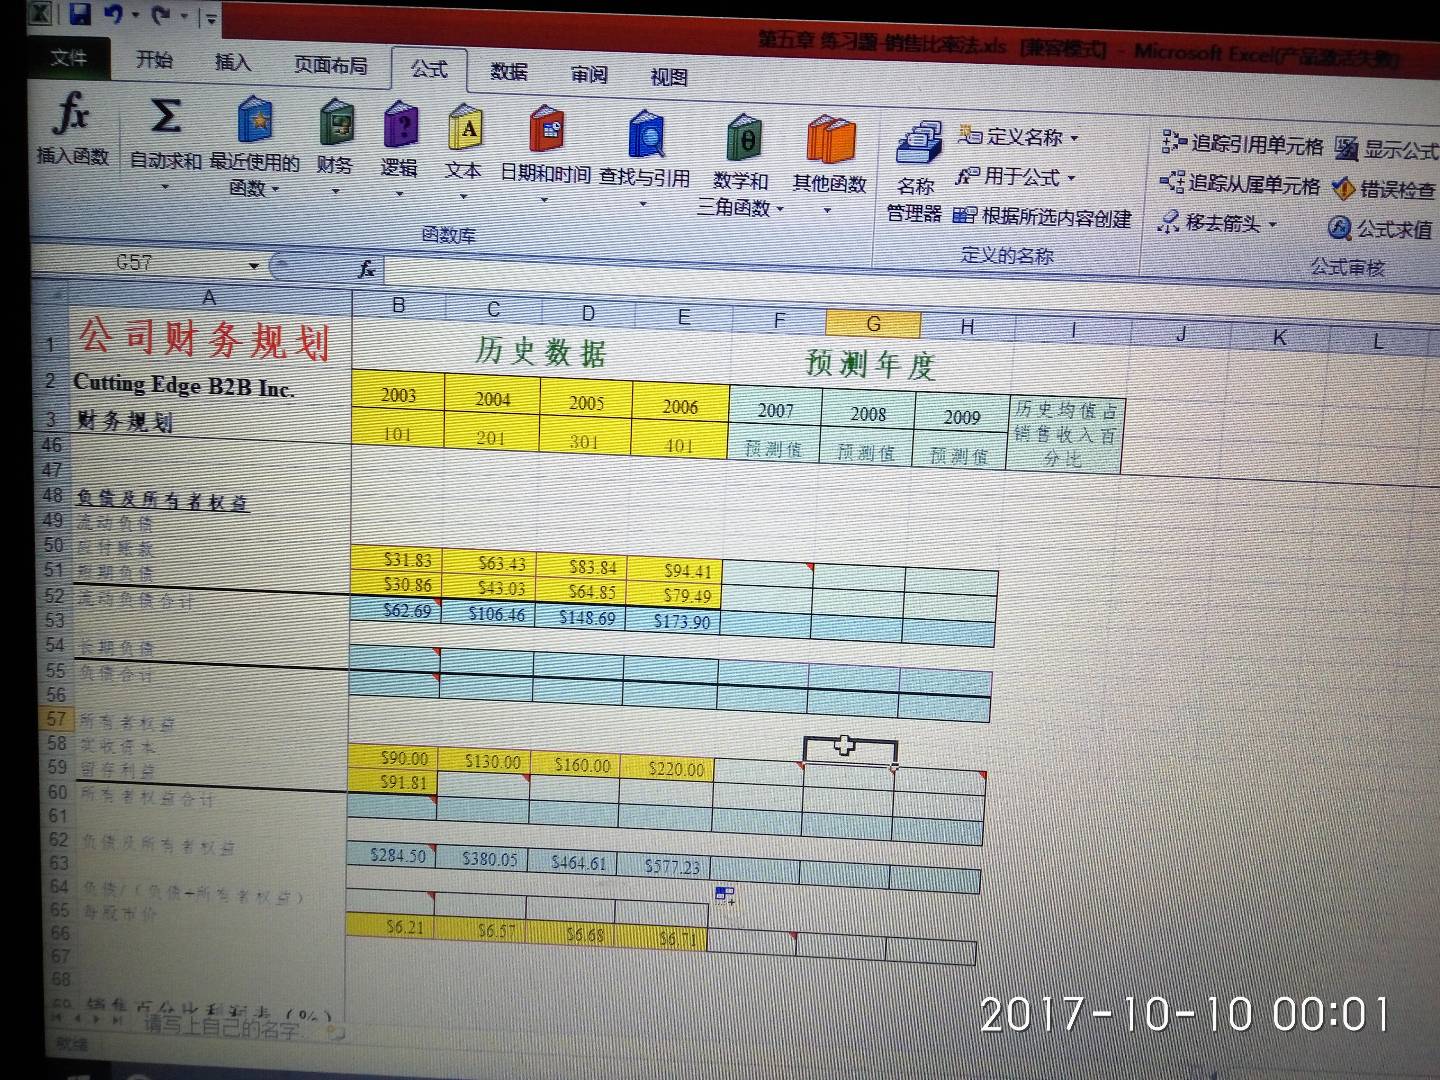 第五章 练习题-销售比率法.xls [兼容模式] - Microsoft Excel(产品激活失败)
文件 开始 插入 页面布局 公式 数据 审阅 视图
插入函数 自动求和 最近使用的函数 财务 逻辑 文本 日期和时间 查找与引用 数学和三角函数 其他函数
函数库
名称管理器 定义名称 用于公式 根据所选内容创建
定义的名称
追踪引用单元格 显示公式
追踪从属单元格 错误检查
移去箭头 公式求值
公式审核
G57 fx
A B C D E F G H I J K L
1 公司财务规划 历史数据 预测年度
2 Cutting Edge B2B Inc. 2003 2004 2005 2006 2007 2008 2009 历史均值占销售收入百分比
3 财务规划 101 201 301 401 预测值 预测值 预测值
46
47
48 负债及所有者权益
49 流动负债
50 应付账款 $31.83 $63.43 $83.84 $94.41
51 短期负债 $30.86 $43.03 $64.85 $79.49
52 流动负债合计 $62.69 $106.46 $148.69 $173.90
53
54 长期负债
55 负债合计
56
57 所有者权益
58 实收资本 $90.00 $130.00 $160.00 $220.00
59 留存利益 $91.81
60 所有者权益合计
61
62 负债及所有者权益 $284.50 $380.05 $464.61 $577.23
63
64 负债/(负债+所有者权益)
65 每股市价 $6.21 $6.57 $6.68 $6.71
66
67
68
请写上自己的名字
就绪
2017-10-10 00:01